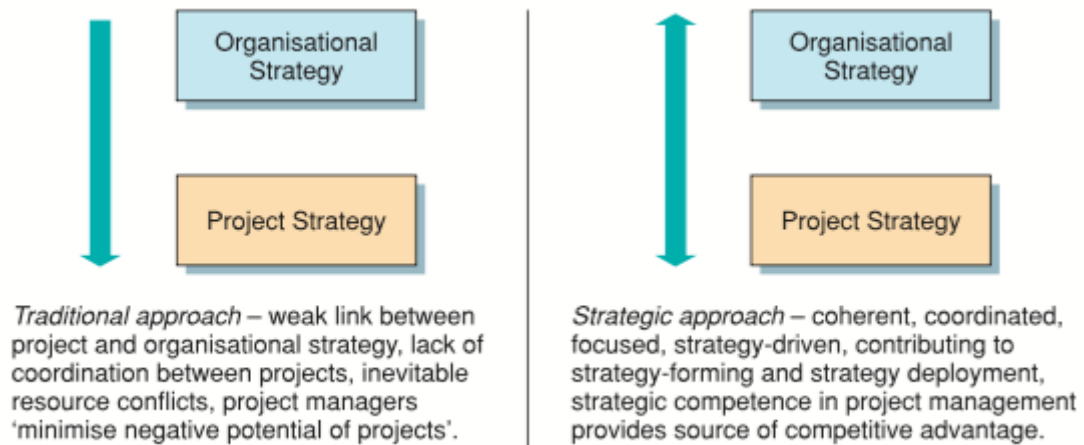 Organisational
Strategy
Project Strategy
Traditional approach – weak link between
project and organisational strategy, lack of
coordination between projects, inevitable
resource conflicts, project managers
‘minimise negative potential of projects’.
Organisational
Strategy
Project Strategy
Strategic approach – coherent, coordinated,
focused, strategy-driven, contributing to
strategy-forming and strategy deployment,
strategic competence in project management
provides source of competitive advantage.